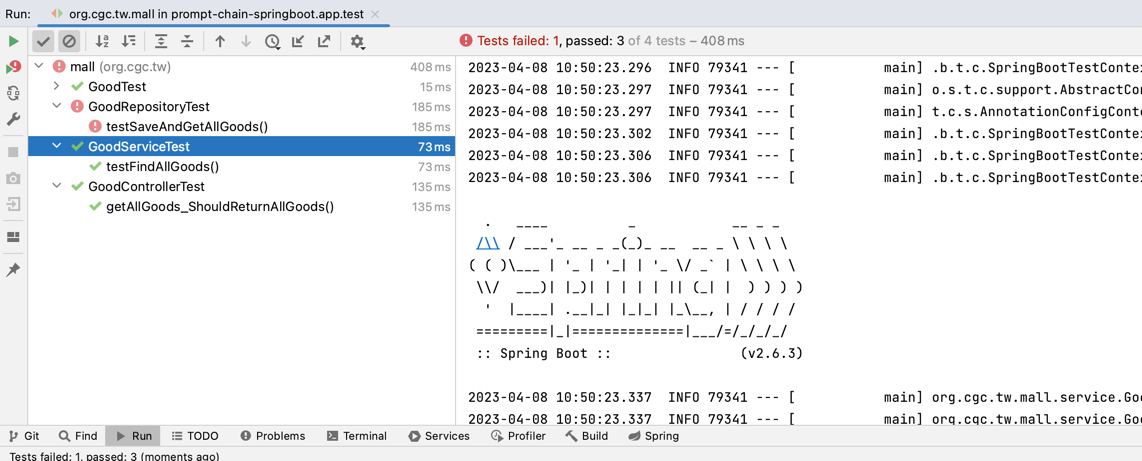 Run: org.cgc.tw.mall in prompt-chain-springboot.app.test
Tests failed: 1, passed: 3 of 4 tests – 408 ms
mall (org.cgc.tw) 408 ms
GoodTest 15 ms
GoodRepositoryTest 185 ms
testSaveAndGetAllGoods() 185 ms
GoodServiceTest 73 ms
testFindAllGoods() 73 ms
GoodControllerTest 135 ms
getAllGoods_ShouldReturnAllGoods() 135 ms
2023-04-08 10:50:23.296  INFO 79341 --- [           main] .b.t.c.SpringBootTestConte
2023-04-08 10:50:23.297  INFO 79341 --- [           main] o.s.t.c.support.AbstractCon
2023-04-08 10:50:23.297  INFO 79341 --- [           main] t.c.s.AnnotationConfigConte
2023-04-08 10:50:23.302  INFO 79341 --- [           main] .b.t.c.SpringBootTestConte
2023-04-08 10:50:23.306  INFO 79341 --- [           main] .b.t.c.SpringBootTestConte
2023-04-08 10:50:23.306  INFO 79341 --- [           main] .b.t.c.SpringBootTestConte
  .   ____          _            __ _ _
 /\\ / ___'_ __ _ _(_)_ __  __ _ \ \ \ \
( ( )\___ | '_ | '_| | '_ \/ _` | \ \ \ \
 \\/  ___)| |_)| | | | | || (_| |  ) ) ) )
  '  |____| .__|_| |_|_| |_\__, | / / / /
 =========|_|==============|___/=/_/_/_/
 :: Spring Boot ::                (v2.6.3)
2023-04-08 10:50:23.337  INFO 79341 --- [           main] org.cgc.tw.mall.service.Goo
2023-04-08 10:50:23.337  INFO 79341 --- [           main] org.cgc.tw.mall.service.Goo
Git Find Run TODO Problems Terminal Services Profiler Build Spring
Tests failed: 1, passed: 3 (moments ago)